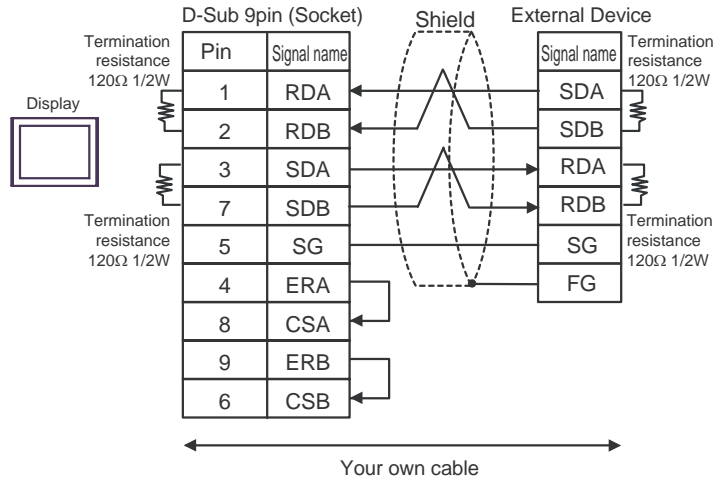 D-Sub 9pin (Socket)
Shield
External Device
Termination
resistance
120Ω 1/2W
Pin
Signal name
Signal name
Termination
resistance
120Ω 1/2W
Display
1
RDA
SDA
2
RDB
SDB
3
SDA
RDA
7
SDB
RDB
Termination
resistance
120Ω 1/2W
5
SG
SG
Termination
resistance
120Ω 1/2W
4
ERA
FG
8
CSA
9
ERB
6
CSB
Your own cable